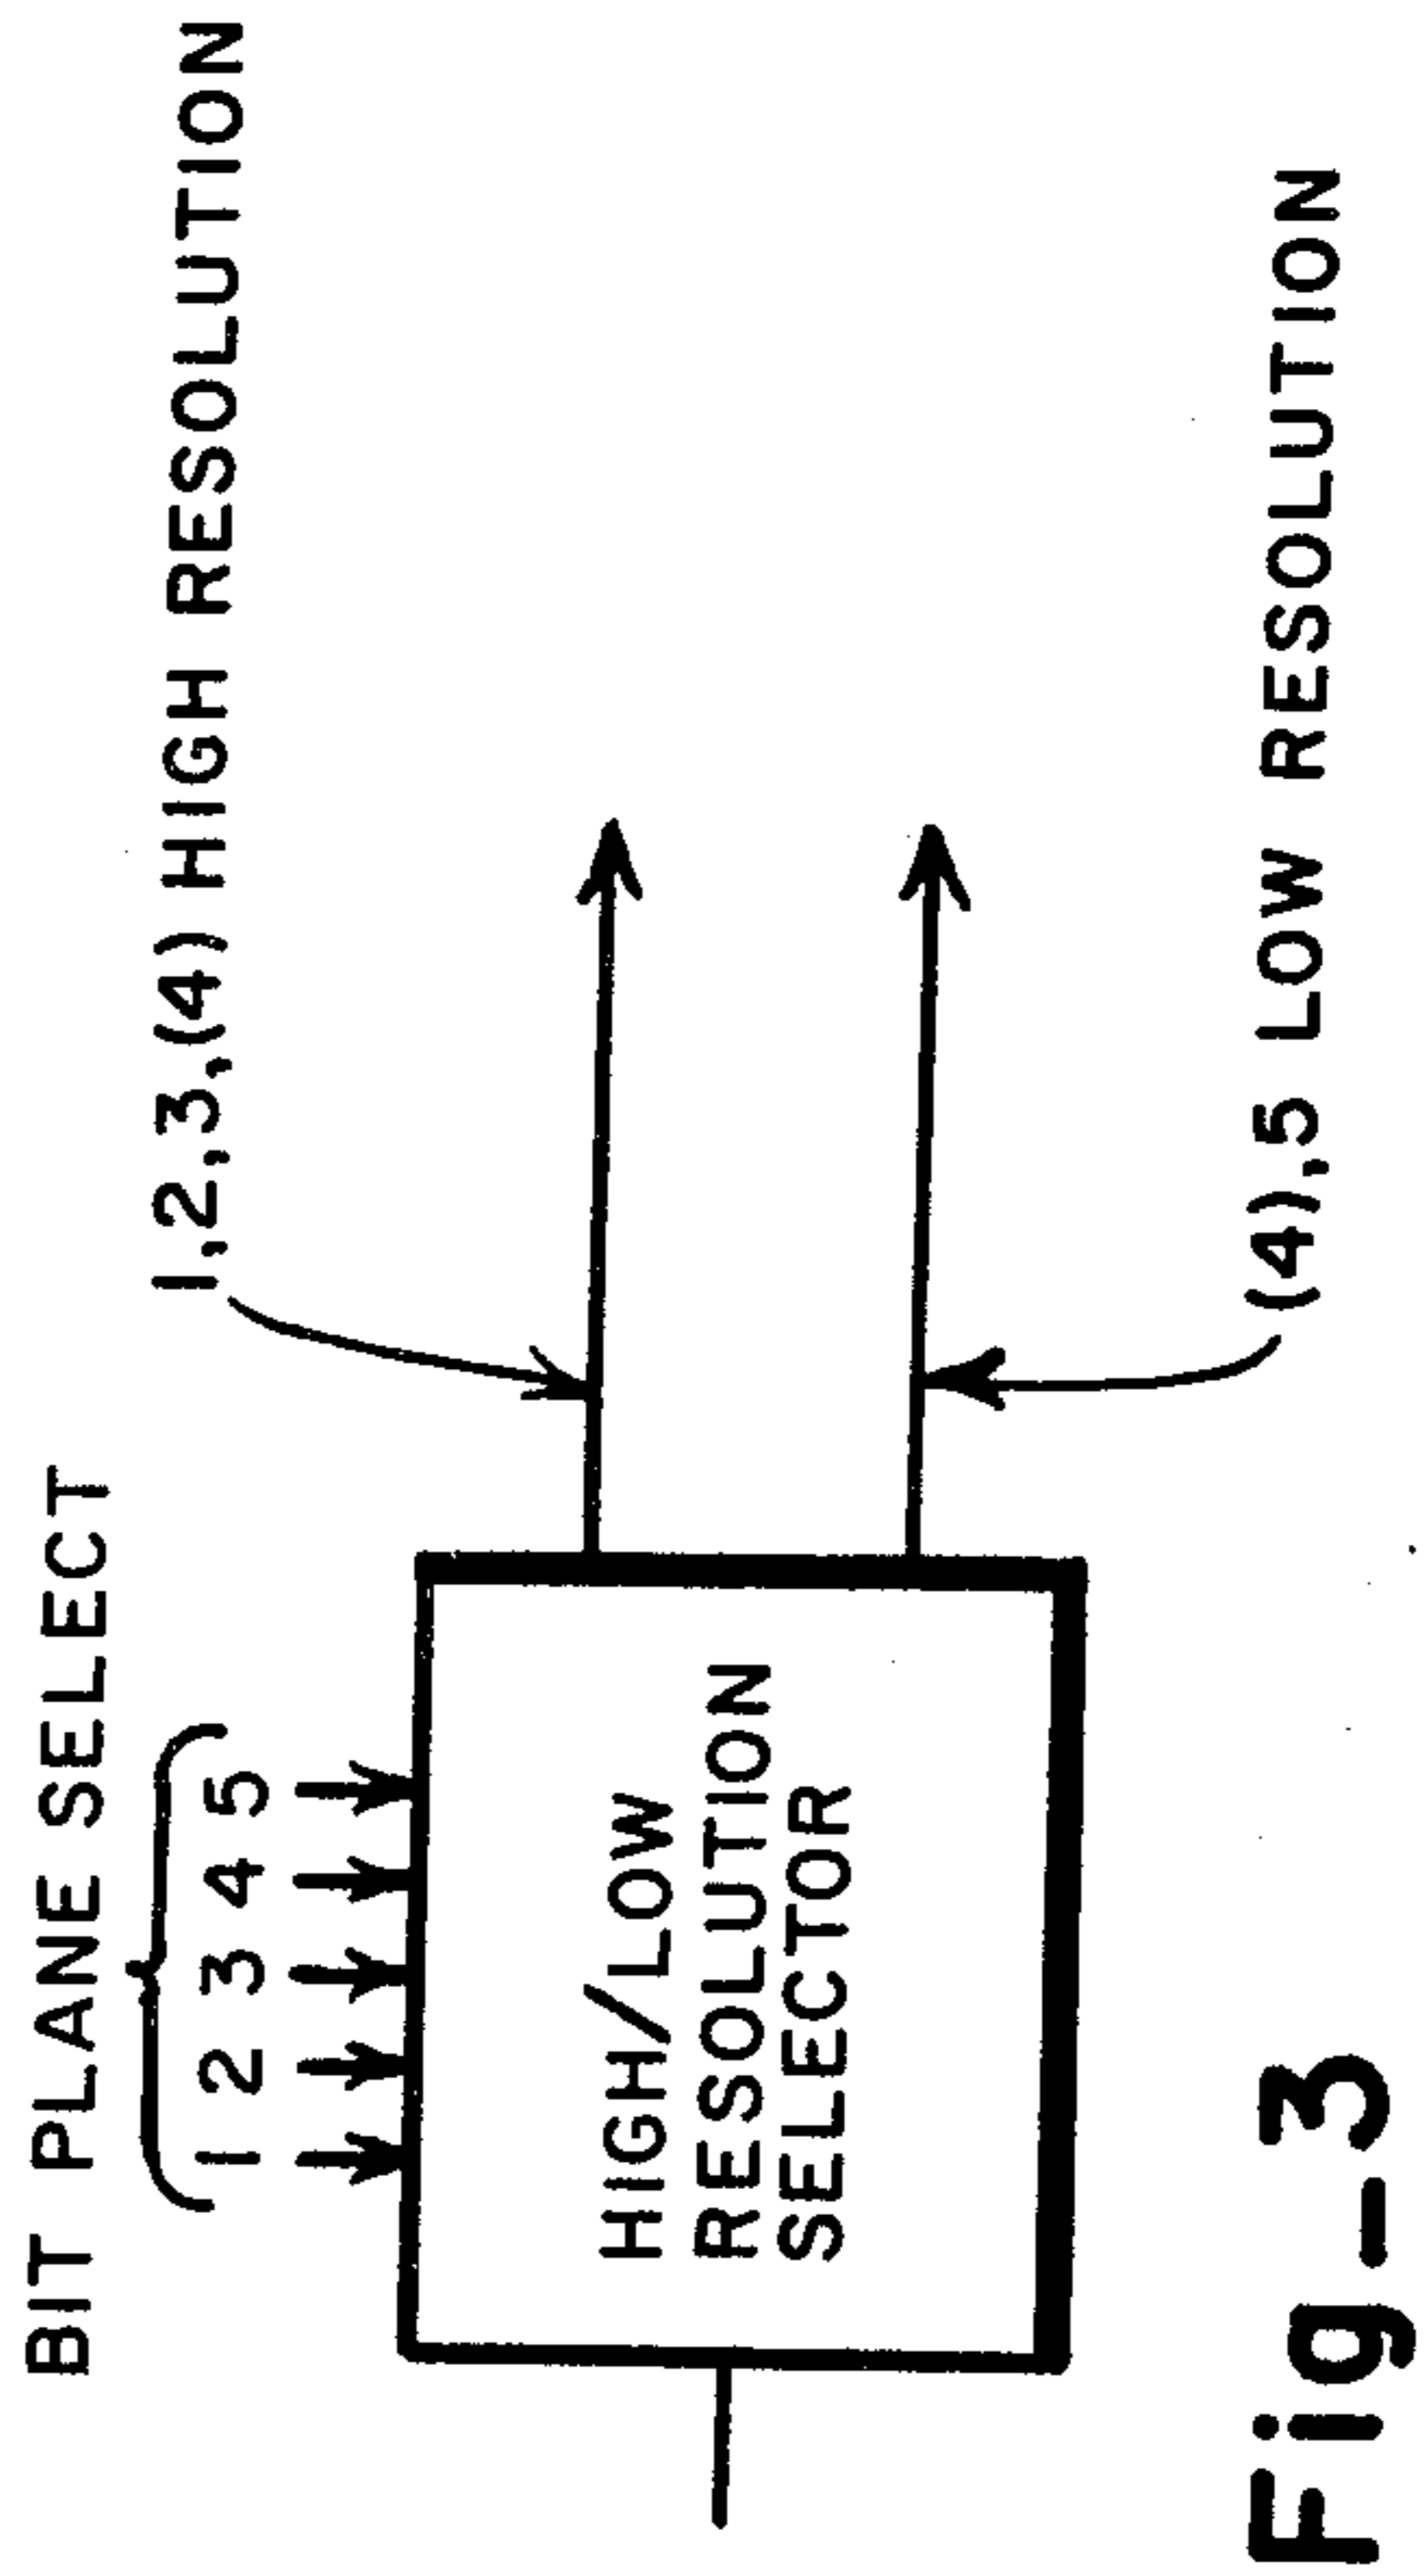 BIT PLANE SELECT
1 2 3 4 5
1,2,3,(4) HIGH RESOLUTION
HIGH/LOW
RESOLUTION
SELECTOR
(4),5 LOW RESOLUTION
Fig_3